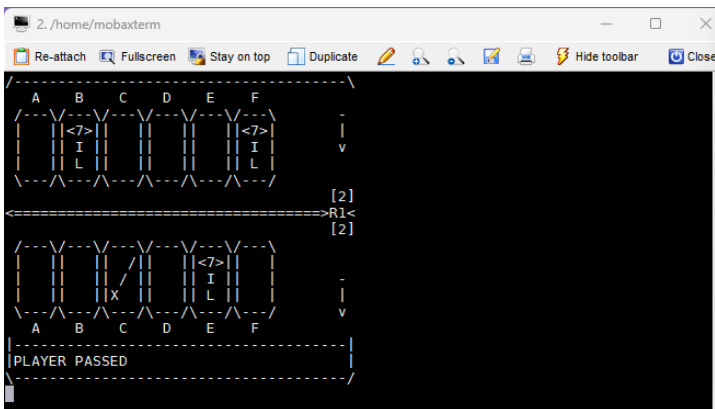 2. /home/mobaxterm
Re-attach Fullscreen Stay on top Duplicate Hide toolbar Close
/-------------------------------------\
   A    B    C    D    E    F
 /---\/---\/---\/---\/---\/---\       -
 |   ||<7>||   ||   ||   ||<7>|       |
 |   || I ||   ||   ||   || I |       v
 |   || L ||   ||   ||   || L |
 \---/\---/\---/\---/\---/\---/
                                     [2]
<===================================>R1<
                                     [2]
 /---\/---\/---\/---\/---\/---\
 |   ||   ||  /||   ||<7>||   |
 |   ||   || / ||   || I ||   |       -
 |   ||   ||X  ||   || L ||   |       |
 \---/\---/\---/\---/\---/\---/       v
   A    B    C    D    E    F
|-------------------------------------|
|PLAYER PASSED                        |
\-------------------------------------/